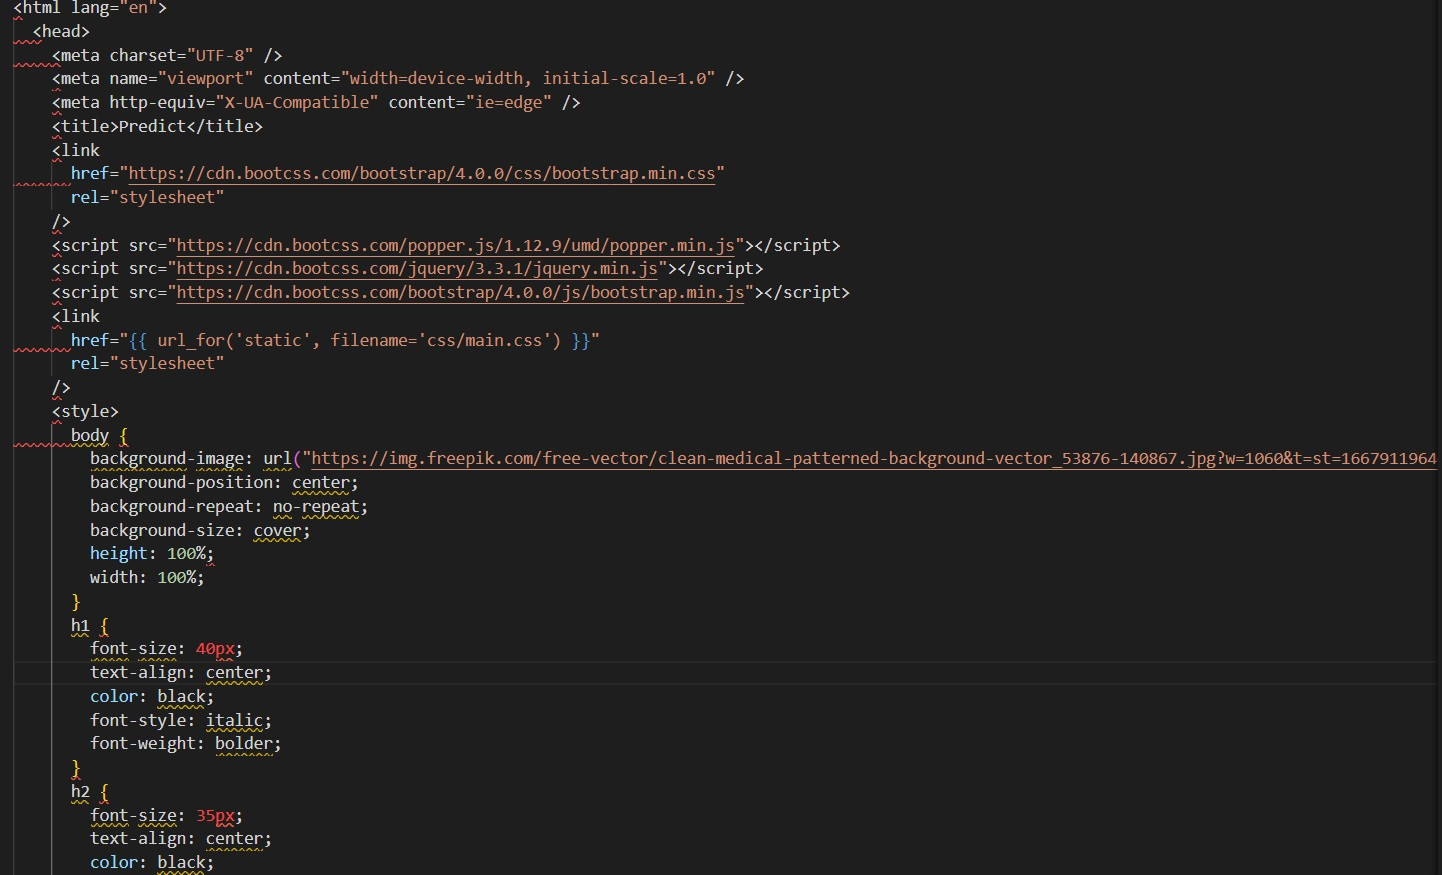 <html lang="en">
<head>
<meta charset="UTF-8" />
<meta name="viewport" content="width=device-width, initial-scale=1.0" />
<meta http-equiv="X-UA-Compatible" content="ie=edge" />
<title>Predict</title>
<link
href="https://cdn.bootcss.com/bootstrap/4.0.0/css/bootstrap.min.css"
rel="stylesheet"
/>
<script src="https://cdn.bootcss.com/popper.js/1.12.9/umd/popper.min.js"></script>
<script src="https://cdn.bootcss.com/jquery/3.3.1/jquery.min.js"></script>
<script src="https://cdn.bootcss.com/bootstrap/4.0.0/js/bootstrap.min.js"></script>
<link
href="{{ url_for('static', filename='css/main.css') }}"
rel="stylesheet"
/>
<style>
body {
background-image: url("https://img.freepik.com/free-vector/clean-medical-patterned-background-vector_53876-140867.jpg?w=1060&t=st=1667911964
background-position: center;
background-repeat: no-repeat;
background-size: cover;
height: 100%;
width: 100%;
}
h1 {
font-size: 40px;
text-align: center;
color: black;
font-style: italic;
font-weight: bolder;
}
h2 {
font-size: 35px;
text-align: center;
color: black;